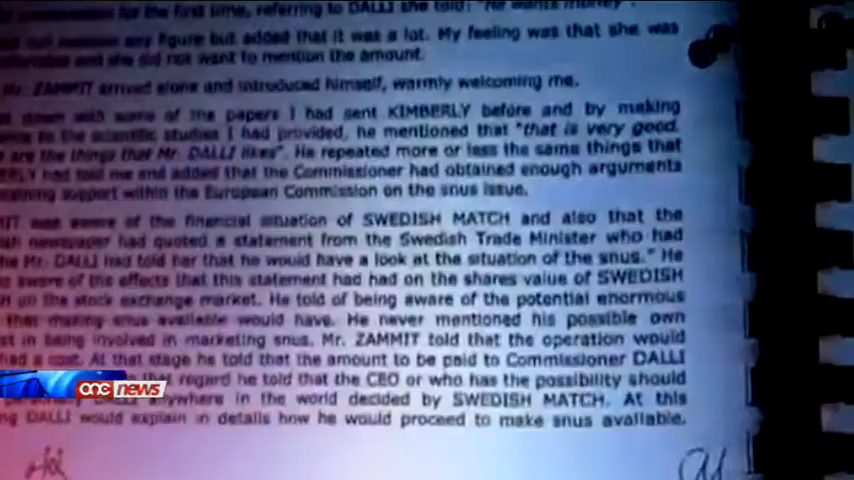 for the first time, referring to DALLI she told: "He wants money".
any figure but added that it was a lot. My feeling was that she was
and she did not want to mention the amount.
Mr. ZAMMIT arrived alone and introduced himself, warmly welcoming me.
down with some of the papers I had sent KIMBERLY before and by making
to the scientific studies I had provided, he mentioned that "that is very good.
are the things that Mr. DALLI likes". He repeated more or less the same things that
had told me and added that the Commissioner had obtained enough arguments
support within the European Commission on the snus issue.
was aware of the financial situation of SWEDISH MATCH and also that the
newspaper had quoted a statement from the Swedish Trade Minister who had
Mr. DALLI had told her that he would have a look at the situation of the snus." He
aware of the effects that this statement had had on the shares value of SWEDISH
on the stock exchange market. He told of being aware of the potential enormous
that making snus available would have. He never mentioned his possible own
in being involved in marketing snus. Mr. ZAMMIT told that the operation would
had a cost. At that stage he told that the amount to be paid to Commissioner DALLI
regard he told that the CEO or who has the possibility should
anywhere in the world decided by SWEDISH MATCH. At this
DALLI would explain in details how he would proceed to make snus available.
one news